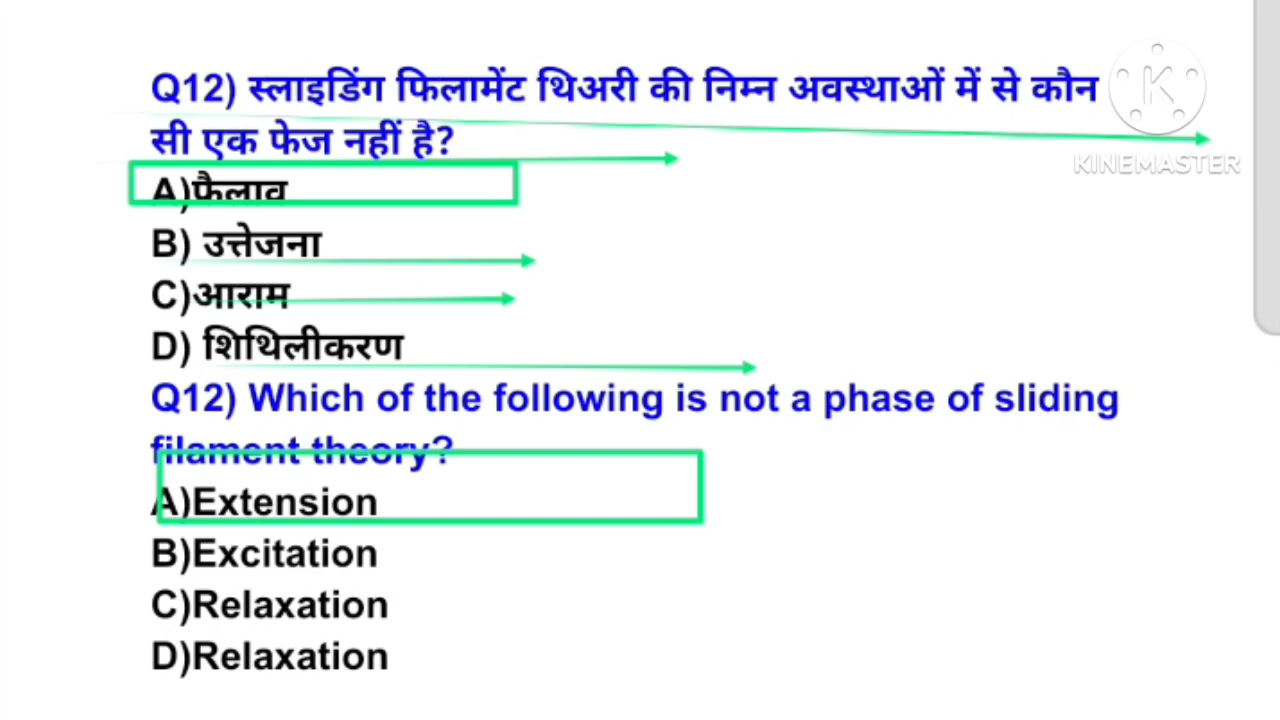 Q12) स्लाइडिंग फिलामेंट थिअरी की निम्न अवस्थाओं में से कौन
सी एक फेज नहीं है?
A)फैलाव
B) उत्तेजना
C)आराम
D) शिथिलीकरण
Q12) Which of the following is not a phase of sliding
filament theory?
A)Extension
B)Excitation
C)Relaxation
D)Relaxation
K
KINEMASTER